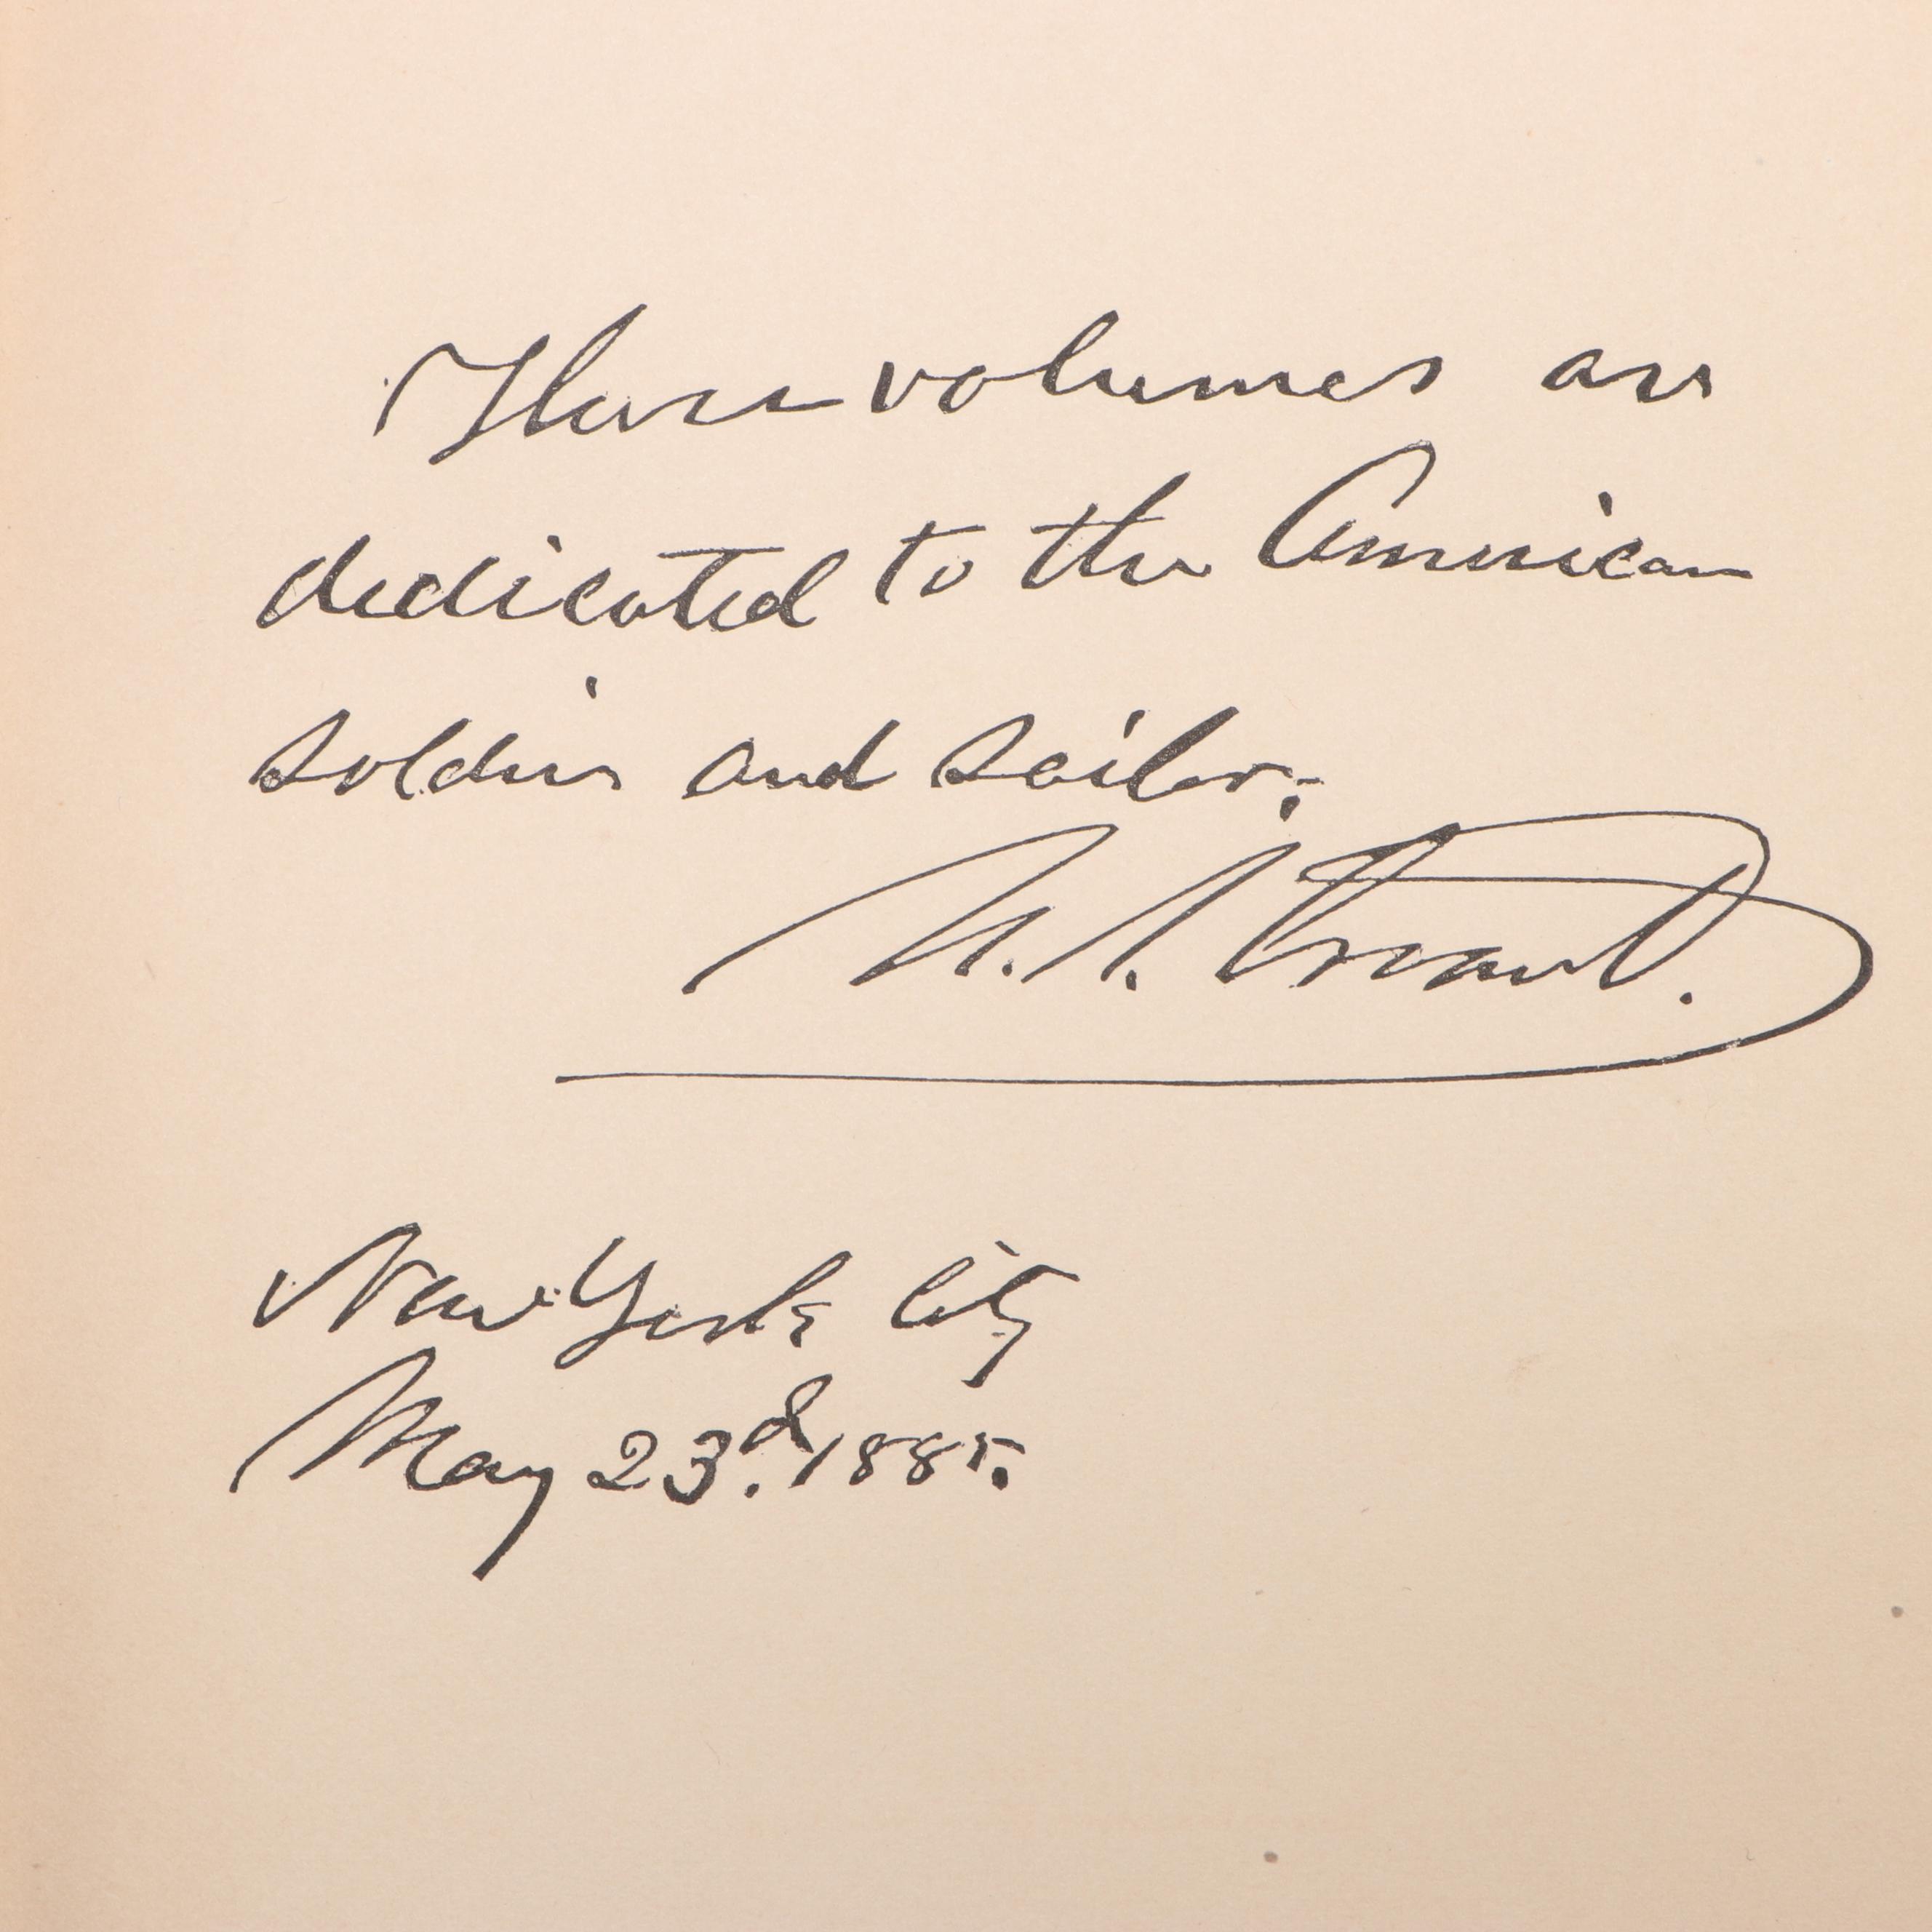 These volumes are
dedicated to the American
soldier and sailor.
U. S. Grant.
New York City
May 23d. 1885.